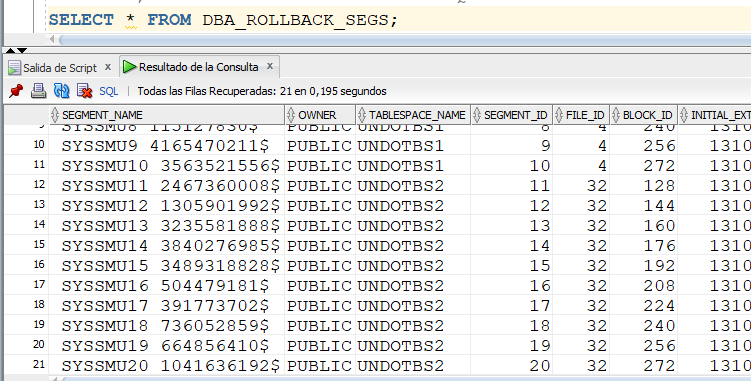 SELECT * FROM DBA_ROLLBACK_SEGS;
Salida de Script x Resultado de la Consulta x
SQL | Todas las Filas Recuperadas: 21 en 0,195 segundos
SEGMENT_NAME OWNER TABLESPACE_NAME SEGMENT_ID FILE_ID BLOCK_ID INITIAL_EXT
9 SYSSMU8 115127830$ PUBLIC UNDOTBS1 8 4 240 1310
10 SYSSMU9 4165470211$ PUBLIC UNDOTBS1 9 4 256 1310
11 SYSSMU10 3563521556$ PUBLIC UNDOTBS1 10 4 272 1310
12 SYSSMU11 2467360008$ PUBLIC UNDOTBS2 11 32 128 1310
13 SYSSMU12 1305901992$ PUBLIC UNDOTBS2 12 32 144 1310
14 SYSSMU13 3235581888$ PUBLIC UNDOTBS2 13 32 160 1310
15 SYSSMU14 3840276985$ PUBLIC UNDOTBS2 14 32 176 1310
16 SYSSMU15 3489318828$ PUBLIC UNDOTBS2 15 32 192 1310
17 SYSSMU16 504479181$ PUBLIC UNDOTBS2 16 32 208 1310
18 SYSSMU17 391773702$ PUBLIC UNDOTBS2 17 32 224 1310
19 SYSSMU18 736052859$ PUBLIC UNDOTBS2 18 32 240 1310
20 SYSSMU19 664856410$ PUBLIC UNDOTBS2 19 32 256 1310
21 SYSSMU20 1041636192$ PUBLIC UNDOTBS2 20 32 272 1310